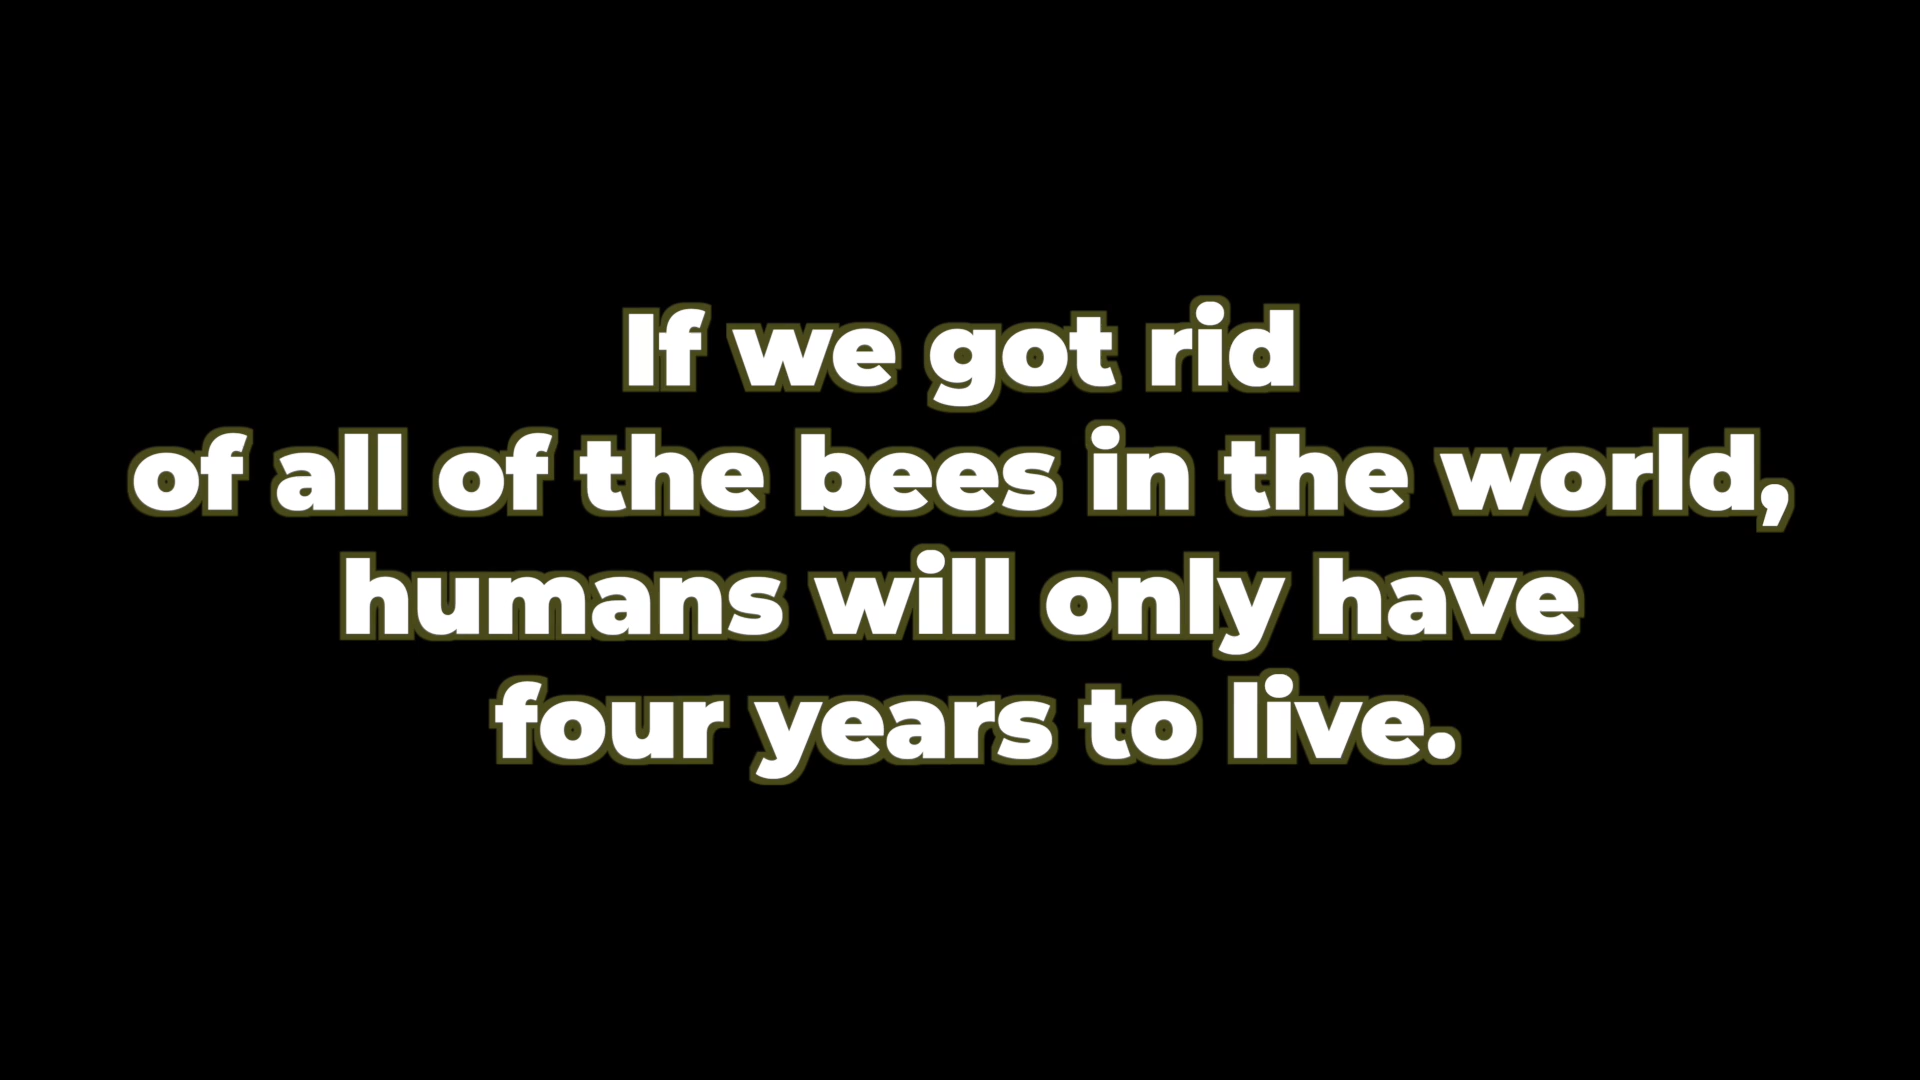 If we got rid
of all of the bees in the world,
humans will only have
four years to live.